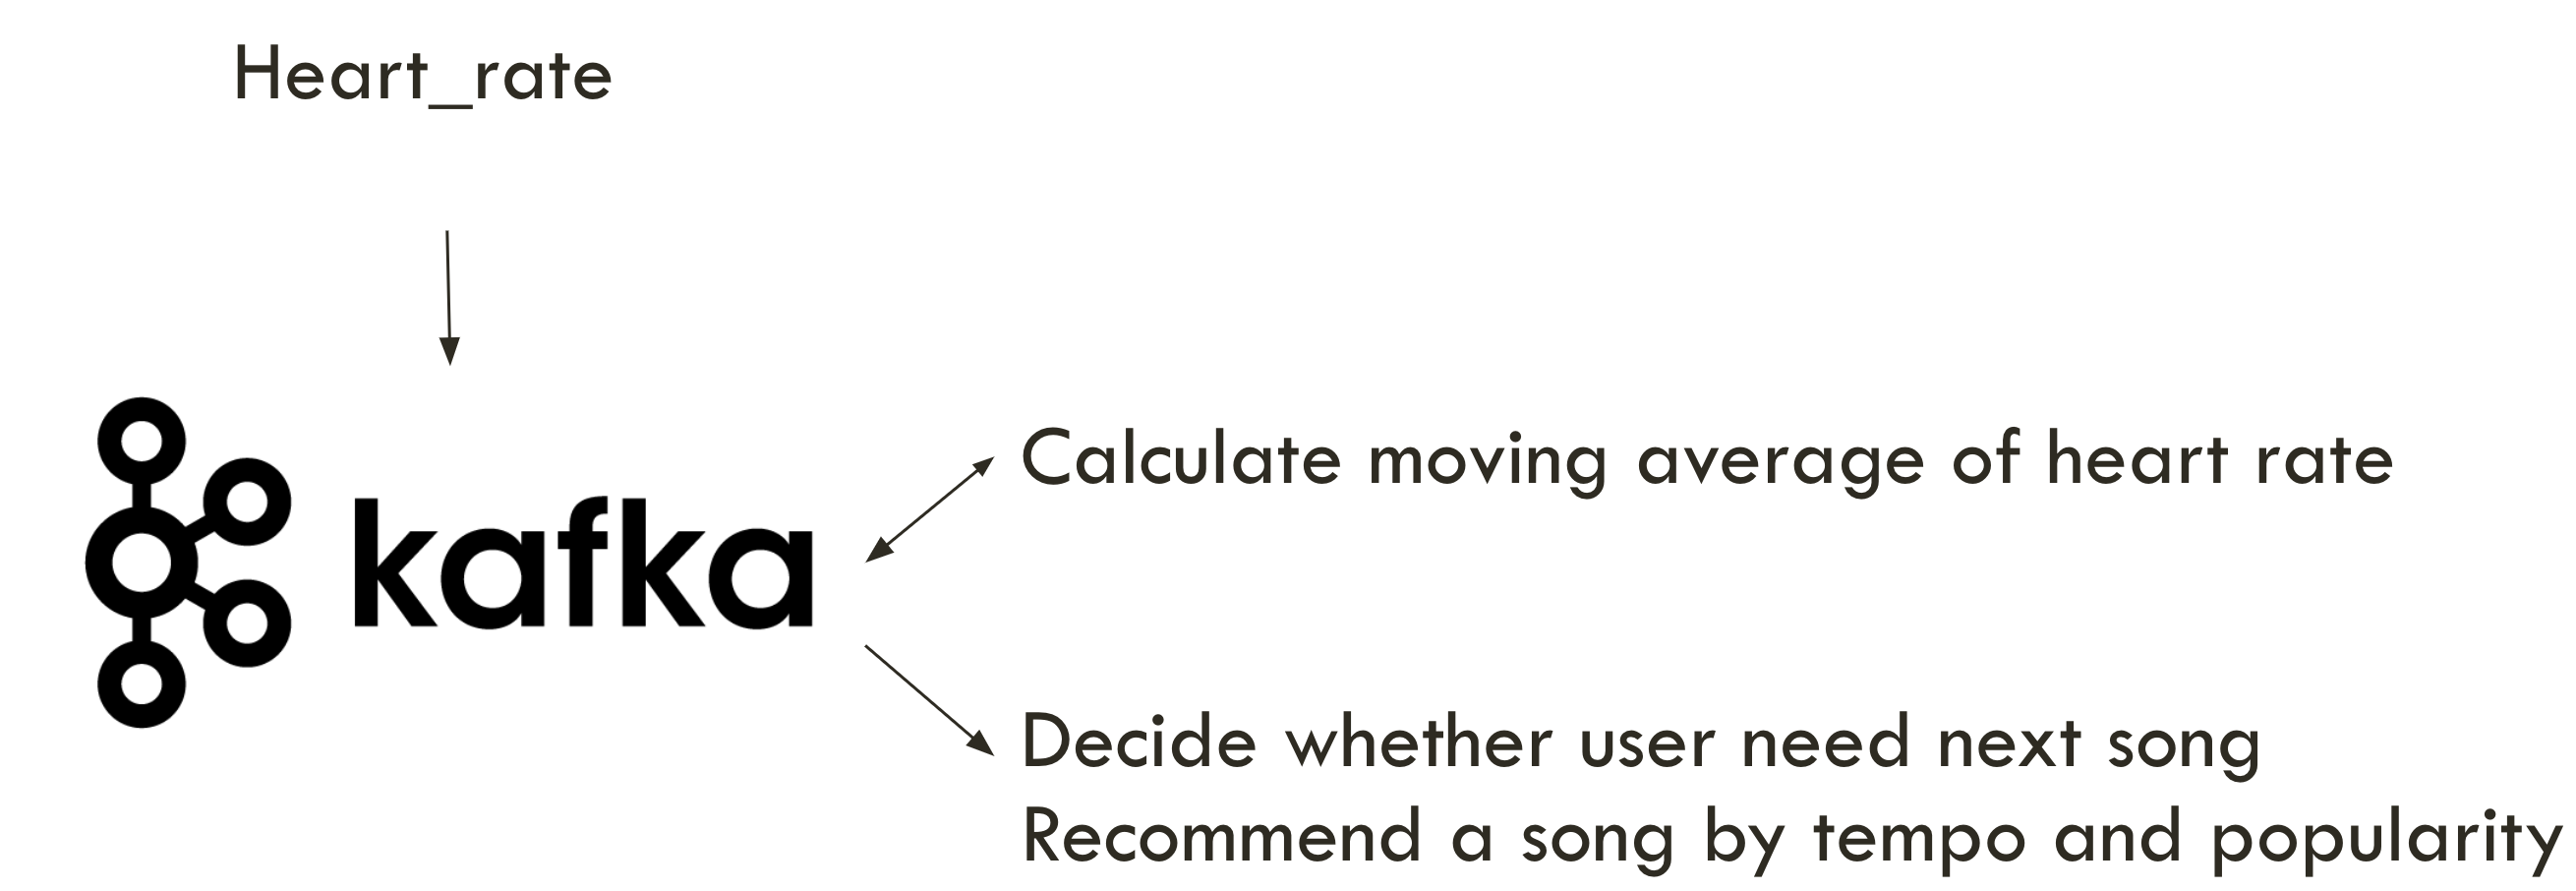 Heart_rate
kafka
Calculate moving average of heart rate
Decide whether user need next song
Recommend a song by tempo and popularity